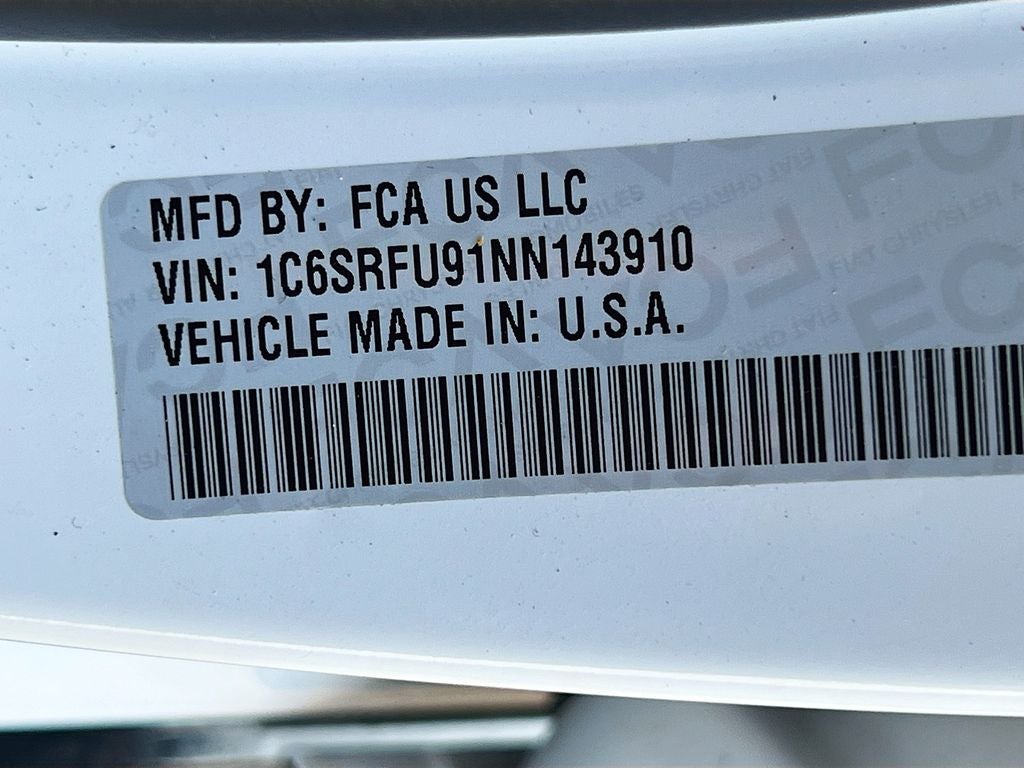 MFD BY: FCA US LLC
VIN: 1C6SRFU91NN143910
VEHICLE MADE IN: U.S.A.